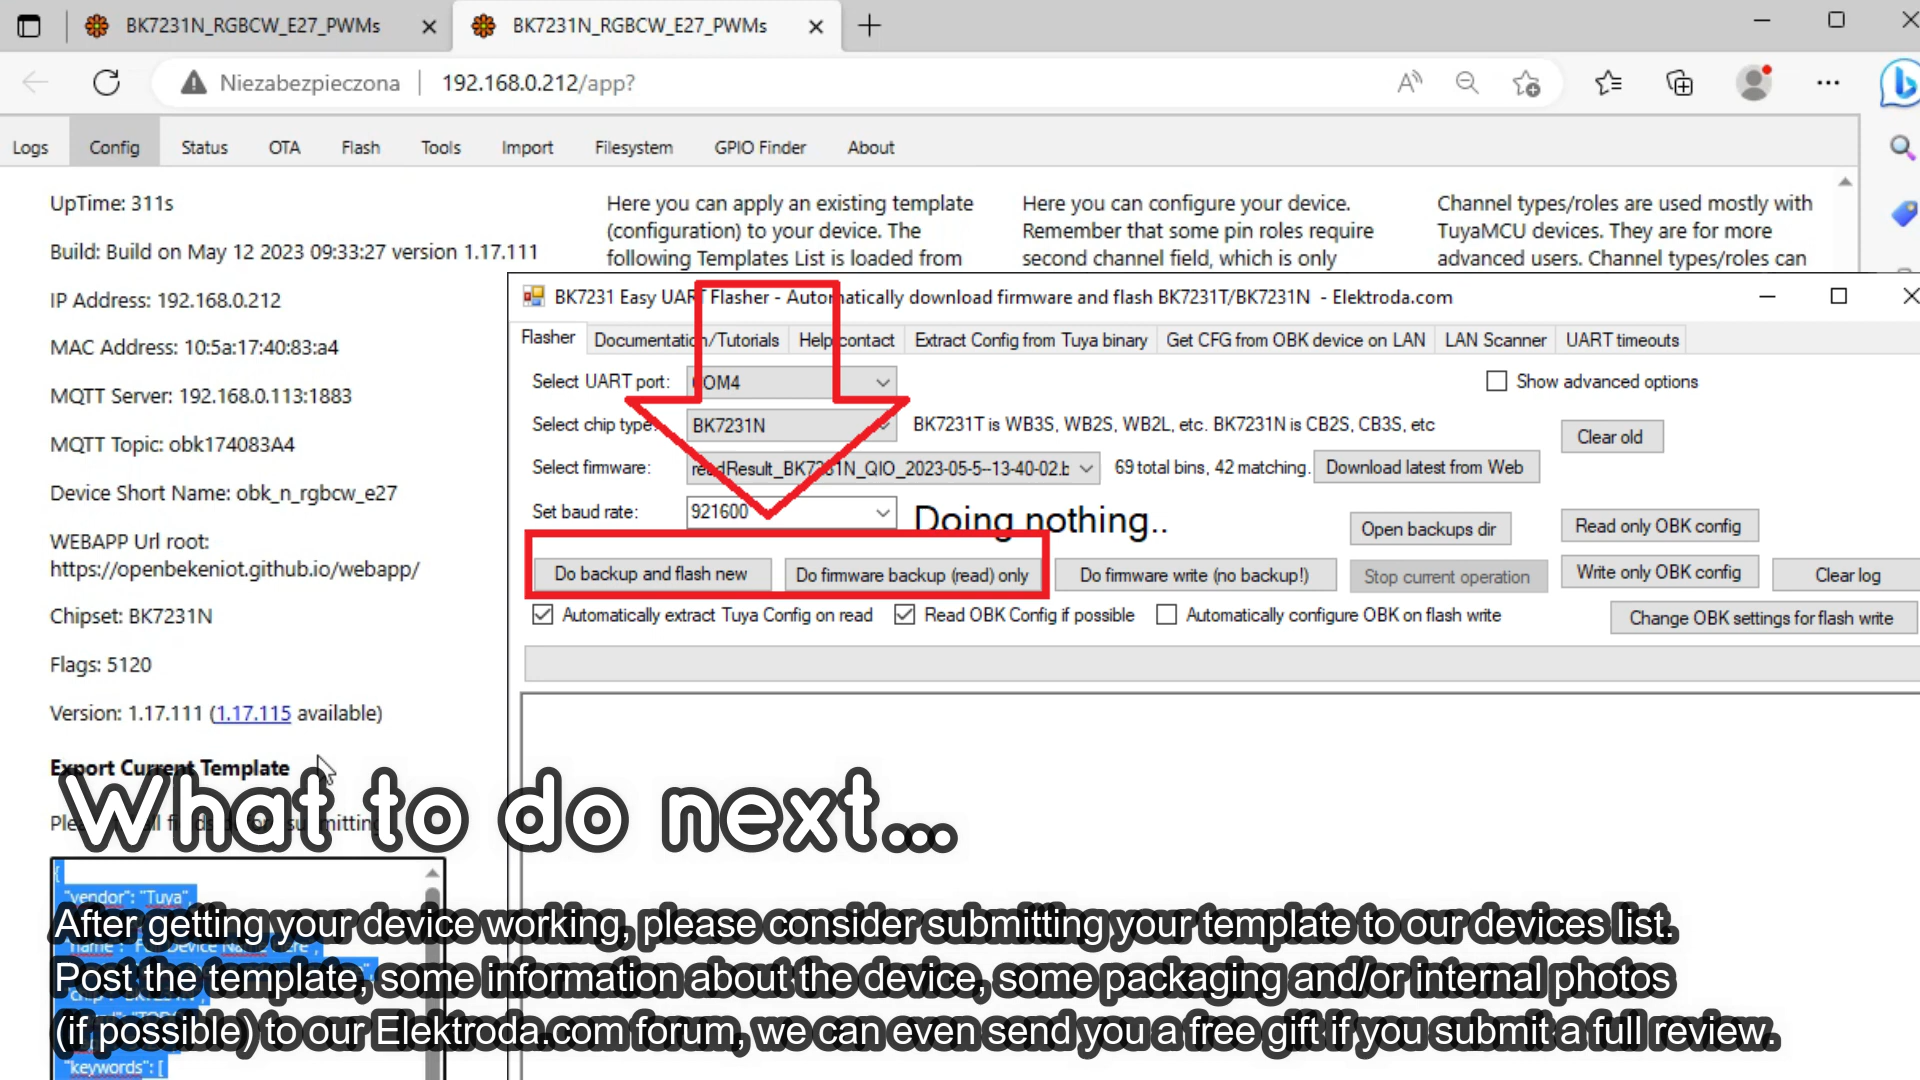 BK7231N_RGBCW_E27_PWMs
BK7231N_RGBCW_E27_PWMs
Niezabezpieczona
192.168.0.212/app?
Logs Config Status OTA Flash Tools Import Filesystem GPIO Finder About
UpTime: 311s
Build: Build on May 12 2023 09:33:27 version 1.17.111
IP Address: 192.168.0.212
MAC Address: 10:5a:17:40:83:a4
MQTT Server: 192.168.0.113:1883
MQTT Topic: obk174083A4
Device Short Name: obk_n_rgbcw_e27
WEBAPP Url root:
https://openbekeniot.github.io/webapp/
Chipset: BK7231N
Flags: 5120
Version: 1.17.111 (1.17.115 available)
Export Current Template
submitting
Here you can apply an existing template
(configuration) to your device. The
following Templates List is loaded from
Here you can configure your device.
Remember that some pin roles require
second channel field, which is only
Channel types/roles are used mostly with
TuyaMCU devices. They are for more
advanced users. Channel types/roles can
BK7231 Easy UART Flasher - Automatically download firmware and flash BK7231T/BK7231N - Elektroda.com
Flasher Documentation/Tutorials Help contact Extract Config from Tuya binary Get CFG from OBK device on LAN LAN Scanner UART timeouts
Select UART port: COM4
Show advanced options
Select chip type: BK7231N
BK7231T is WB3S, WB2S, WB2L, etc. BK7231N is CB2S, CB3S, etc
Clear old
Select firmware: readResult_BK7231N_QIO_2023-05-5--13-40-02.b
69 total bins, 42 matching.
Download latest from Web
Set baud rate: 921600
Doing nothing..
Open backups dir
Read only OBK config
Do backup and flash new
Do firmware backup (read) only
Do firmware write (no backup!)
Stop current operation
Write only OBK config
Clear log
Automatically extract Tuya Config on read
Read OBK Config if possible
Automatically configure OBK on flash write
Change OBK settings for flash write
What to do next...
"vendor": "Tuya",
After getting your device working, please consider submitting your template to our devices list.
Post the template, some information about the device, some packaging and/or internal photos
(if possible) to our Elektroda.com forum, we can even send you a free gift if you submit a full review.
"keywords": [